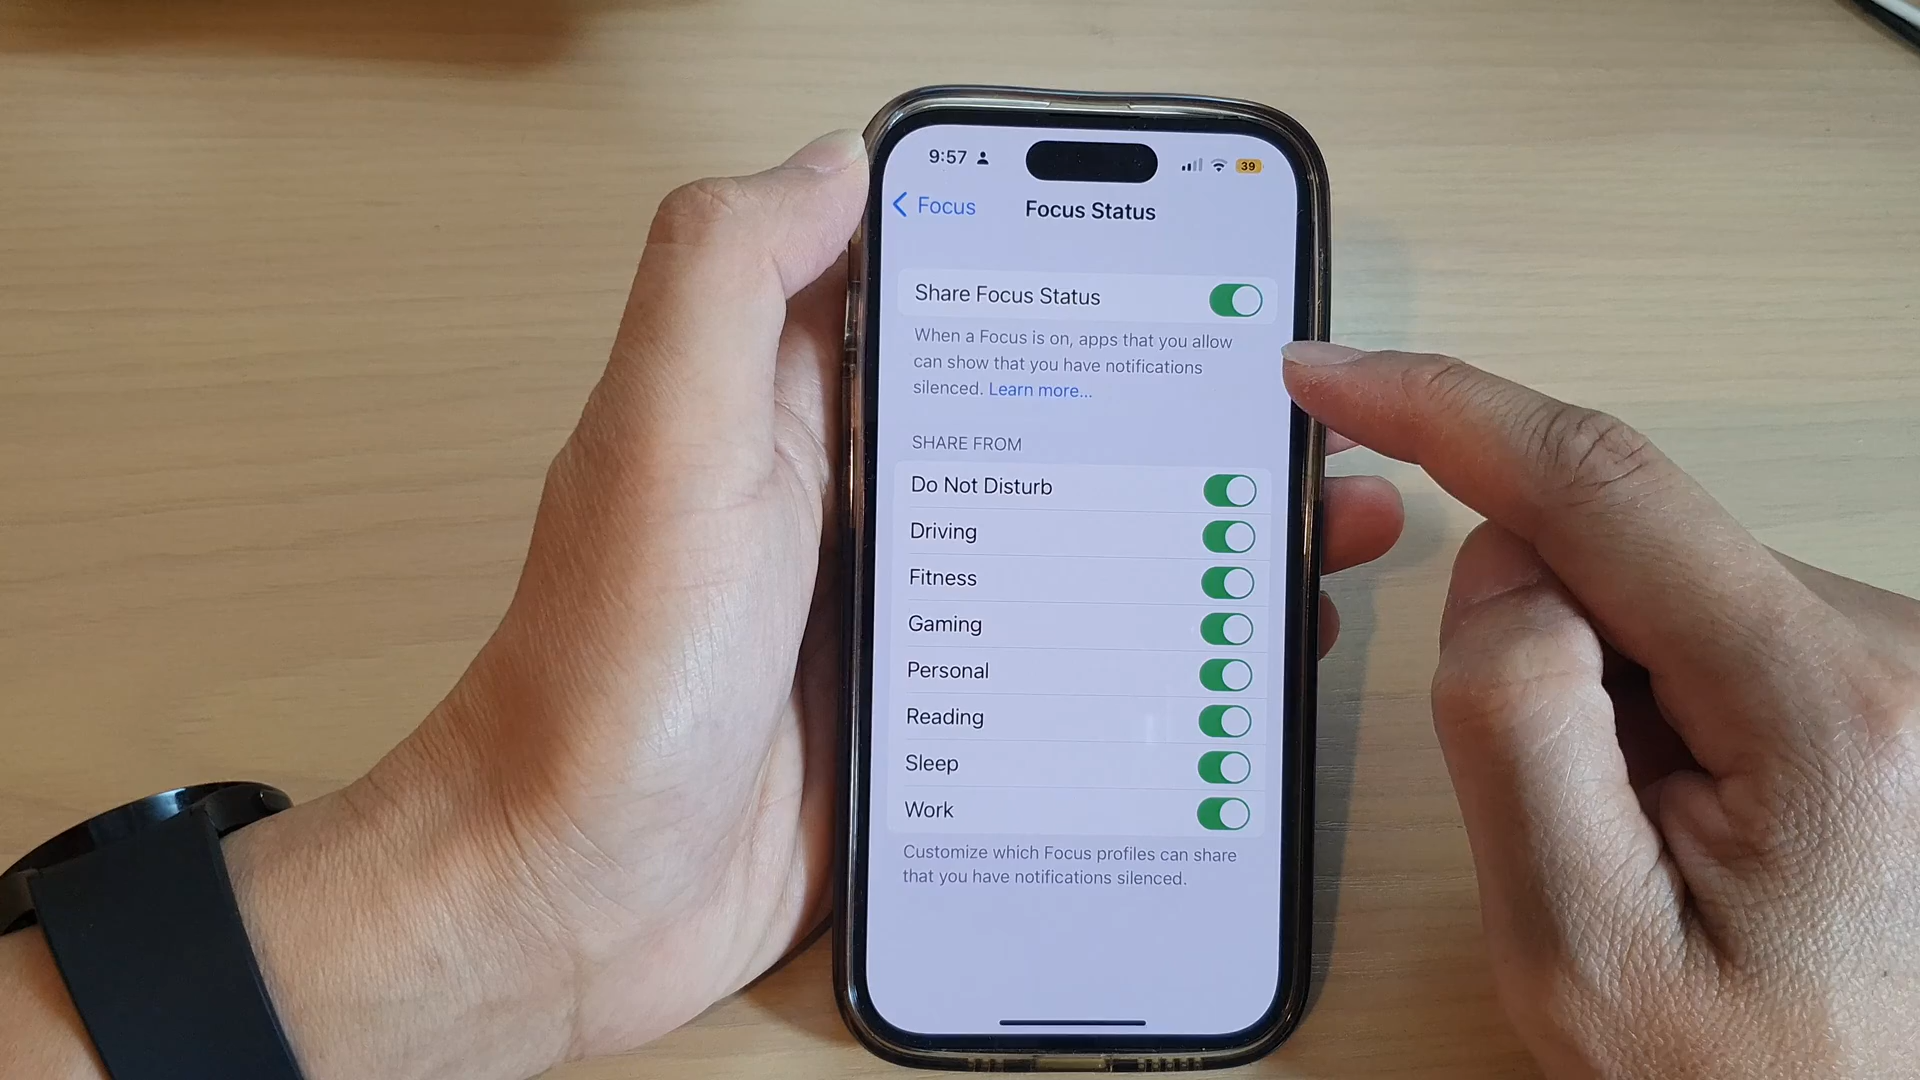 9:57
39
Focus
Focus Status
Share Focus Status
When a Focus is on, apps that you allow
can show that you have notifications
silenced. Learn more...
SHARE FROM
Do Not Disturb
Driving
Fitness
Gaming
Personal
Reading
Sleep
Work
Customize which Focus profiles can share
that you have notifications silenced.